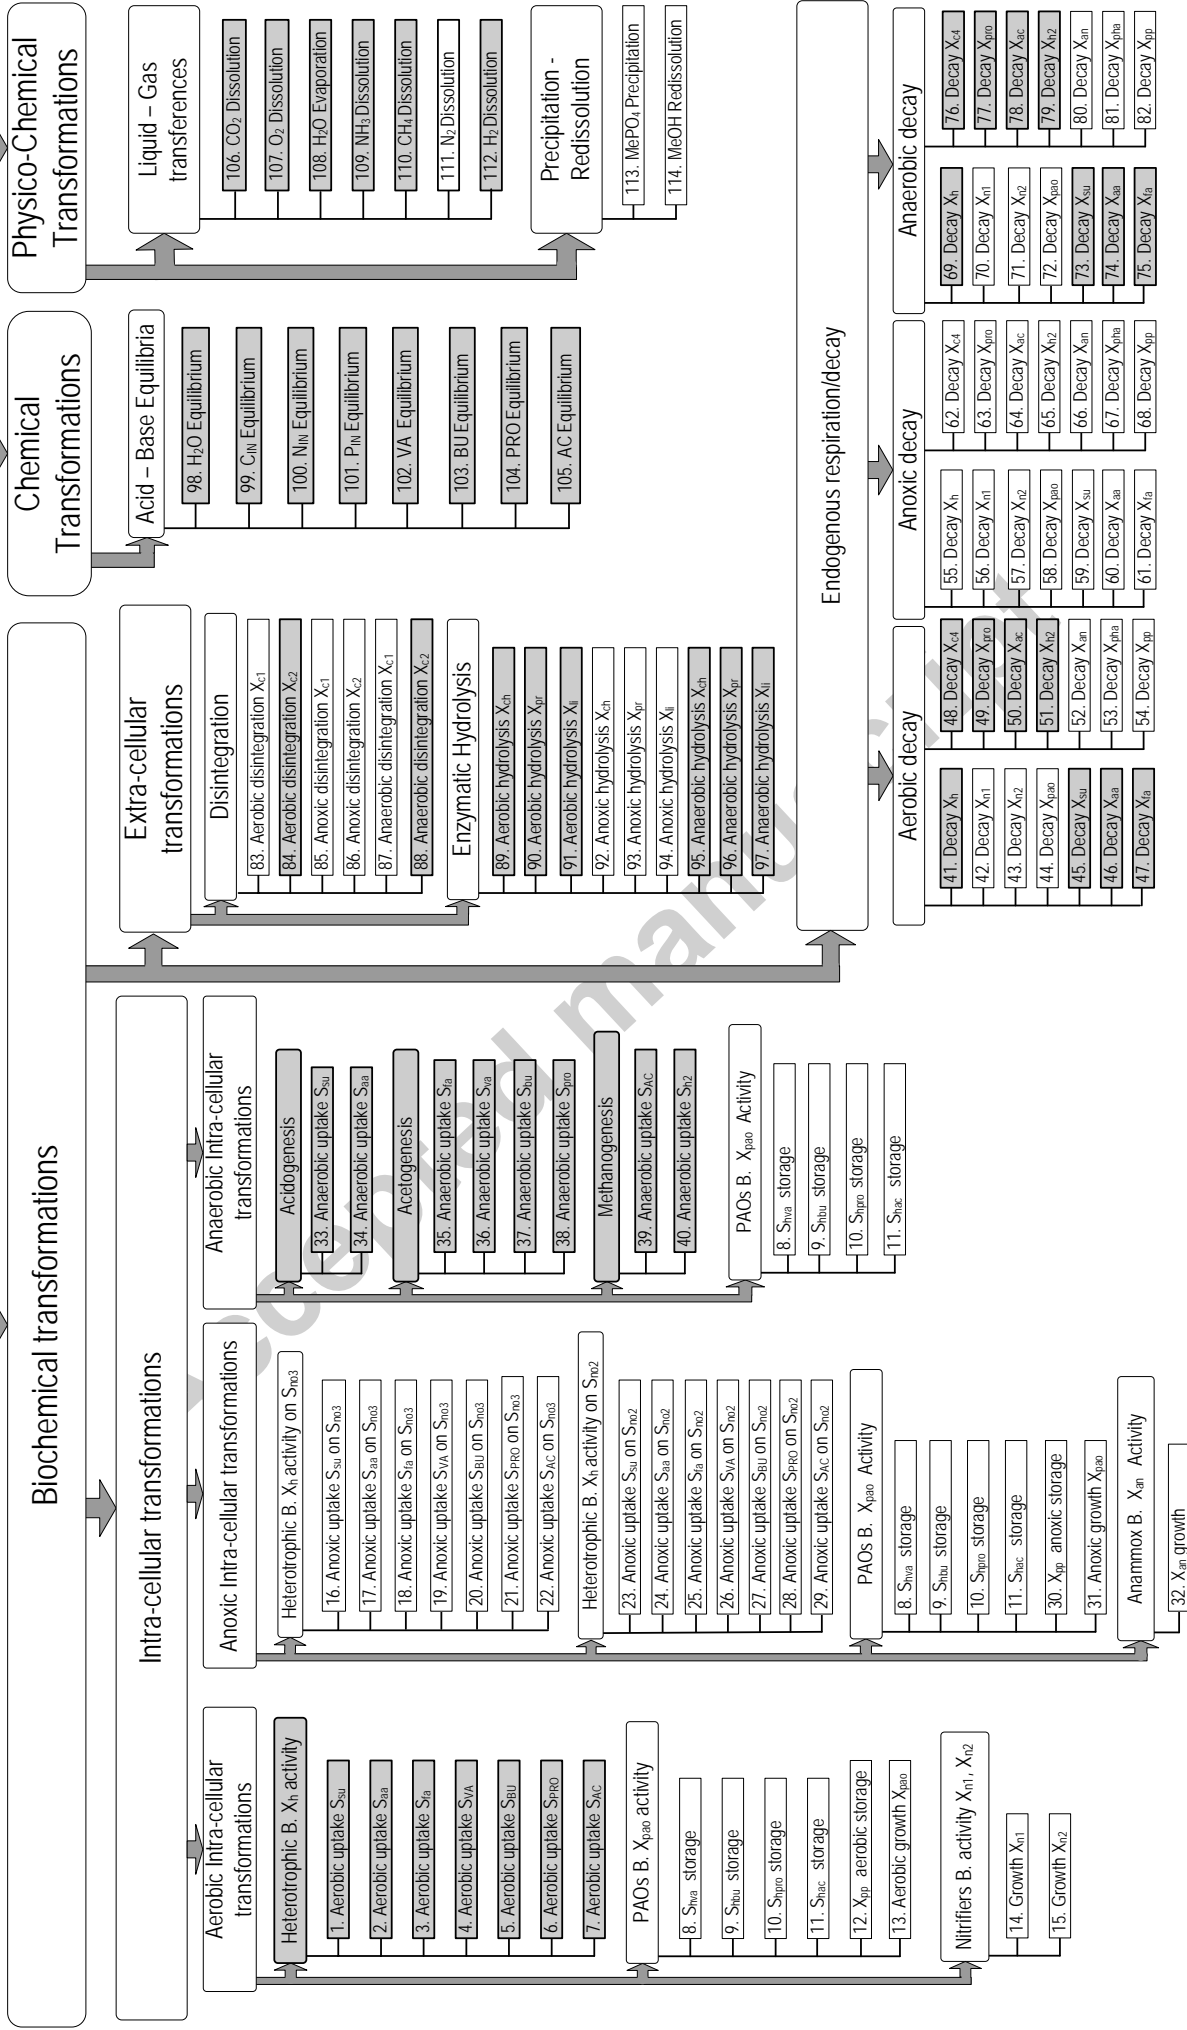 Biochemical transformations
Intra-cellular transformations
Aerobic Intra-cellular
transformations
Heterotrophic B. Xh activity
1. Aerobic uptake Ssu
2. Aerobic uptake Saa
3. Aerobic uptake Sfa
4. Aerobic uptake SVA
5. Aerobic uptake SBU
6. Aerobic uptake SPRO
7. Aerobic uptake SAC
PAOs B. Xpao activity
8. Shva storage
9. Shbu storage
10. Shpro storage
11. Shac storage
12. Xpp aerobic storage
13. Aerobic growth Xpao
Nitrifiers B. activity Xn1, Xn2
14. Growth Xn1
15. Growth Xn2
Anoxic Intra-cellular transformations
Heterotrophic B. Xh activity on Sno3
16. Anoxic uptake Ssu on Sno3
17. Anoxic uptake Saa on Sno3
18. Anoxic uptake Sfa on Sno3
19. Anoxic uptake SVA on Sno3
20. Anoxic uptake SBU on Sno3
21. Anoxic uptake SPRO on Sno3
22. Anoxic uptake SAC on Sno3
Heterotrophic B. Xh activity on Sno2
23. Anoxic uptake Ssu on Sno2
24. Anoxic uptake Saa on Sno2
25. Anoxic uptake Sfa on Sno2
26. Anoxic uptake SVA on Sno2
27. Anoxic uptake SBU on Sno2
28. Anoxic uptake SPRO on Sno2
29. Anoxic uptake SAC on Sno2
PAOs B. Xpao Activity
8. Shva storage
9. Shbu storage
10. Shpro storage
11. Shac storage
30. Xpp anoxic storage
31. Anoxic growth Xpao
Anammox B. Xan Activity
32. Xan growth
Anaerobic Intra-cellular
transformations
Acidogenesis
33. Anaerobic uptake Ssu
34. Anaerobic uptake Saa
Acetogenesis
35. Anaerobic uptake Sfa
36. Anaerobic uptake Sva
37. Anaerobic uptake Sbu
38. Anaerobic uptake Spro
Methanogenesis
39. Anaerobic uptake SAC
40. Anaerobic uptake Sh2
PAOs B. Xpao Activity
8. Shva storage
9. Shbu storage
10. Shpro storage
11. Shac storage
Extra-cellular
transformations
Disintegration
83. Aerobic disintegration Xc1
84. Aerobic disintegration Xc2
85. Anoxic disintegration Xc1
86. Anoxic disintegration Xc2
87. Anaerobic disintegration Xc1
88. Anaerobic disintegration Xc2
Enzymatic Hydrolysis
89. Aerobic hydrolysis Xch
90. Aerobic hydrolysis Xpr
91. Aerobic hydrolysis Xli
92. Anoxic hydrolysis Xch
93. Anoxic hydrolysis Xpr
94. Anoxic hydrolysis Xli
95. Anaerobic hydrolysis Xch
96. Anaerobic hydrolysis Xpr
97. Anaerobic hydrolysis Xli
Endogenous respiration/decay
Aerobic decay
41. Decay Xh
42. Decay Xn1
43. Decay Xn2
44. Decay Xpao
45. Decay Xsu
46. Decay Xaa
47. Decay Xfa
48. Decay Xc4
49. Decay Xpro
50. Decay Xac
51. Decay Xh2
52. Decay Xan
53. Decay Xpha
54. Decay Xpp
Anoxic decay
55. Decay Xh
56. Decay Xn1
57. Decay Xn2
58. Decay Xpao
59. Decay Xsu
60. Decay Xaa
61. Decay Xfa
62. Decay Xc4
63. Decay Xpro
64. Decay Xac
65. Decay Xh2
66. Decay Xan
67. Decay Xpha
68. Decay Xpp
Anaerobic decay
69. Decay Xh
70. Decay Xn1
71. Decay Xn2
72. Decay Xpao
73. Decay Xsu
74. Decay Xaa
75. Decay Xfa
76. Decay Xc4
77. Decay Xpro
78. Decay Xac
79. Decay Xh2
80. Decay Xan
81. Decay Xpha
82. Decay Xpp
Chemical
Transformations
Acid – Base Equilibria
98. H2O Equilibrium
99. CIN Equilibrium
100. NIN Equilibrium
101. PIN Equilibrium
102. VA Equilibrium
103. BU Equilibrium
104. PRO Equilibrium
105. AC Equilibrium
Physico-Chemical
Transformations
Liquid – Gas
transferences
106. CO2 Dissolution
107. O2 Dissolution
108. H2O Evaporation
109. NH3 Dissolution
110. CH4 Dissolution
111. N2 Dissolution
112. H2 Dissolution
Precipitation -
Redissolution
113. MePO4 Precipitation
114. MeOH Redissolution
Accepted manuscript